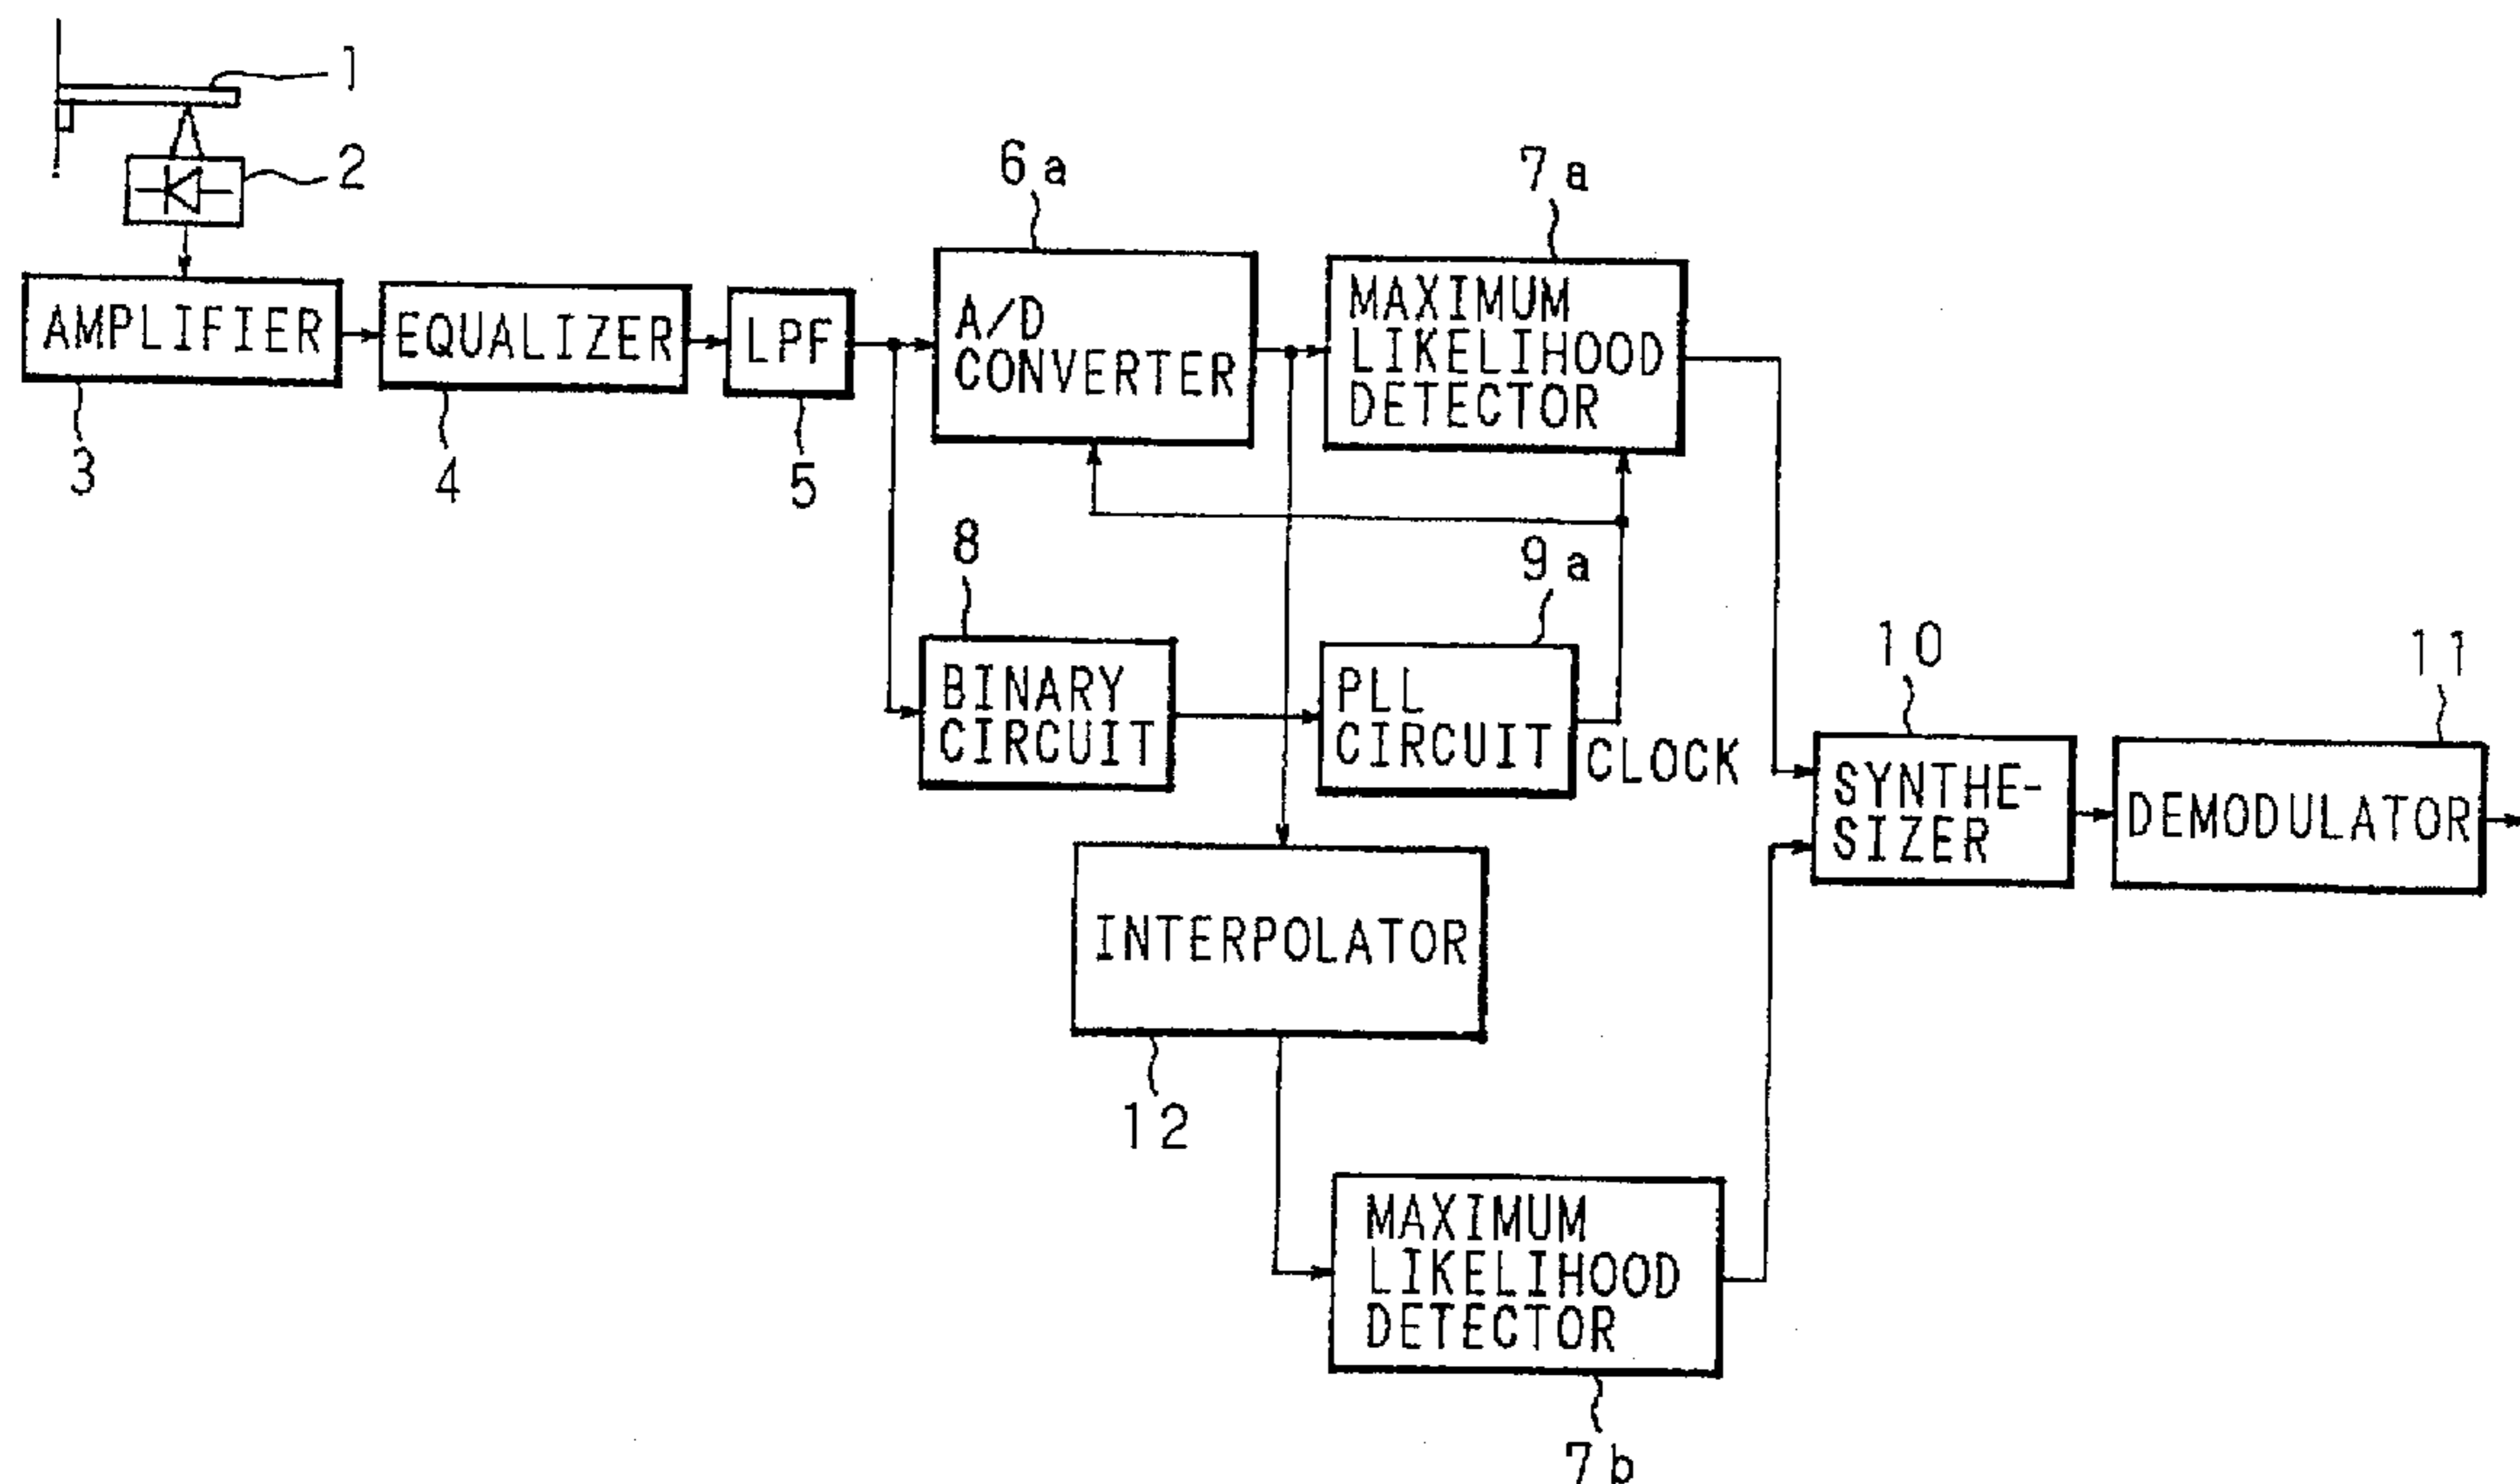 1
2
6a
7a
AMPLIFIER
EQUALIZER
LPF
A/D
CONVERTER
MAXIMUM
LIKELIHOOD
DETECTOR
3
4
5
8
9a
BINARY
CIRCUIT
PLL
CIRCUIT
CLOCK
10
11
SYNTHE-
SIZER
DEMODULATOR
INTERPOLATOR
12
MAXIMUM
LIKELIHOOD
DETECTOR
7b